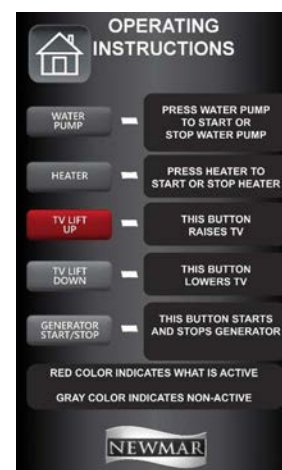 OPERATING
INSTRUCTIONS
WATER
PUMP
PRESS WATER PUMP
TO START OR
STOP WATER PUMP
HEATER
PRESS HEATER TO
START OR STOP HEATER
TV LIFT
UP
THIS BUTTON
RAISES TV
TV LIFT
DOWN
THIS BUTTON
LOWERS TV
GENERATOR
START/STOP
THIS BUTTON STARTS
AND STOPS GENERATOR
RED COLOR INDICATES WHAT IS ACTIVE
GRAY COLOR INDICATES NON-ACTIVE
NEWMAR